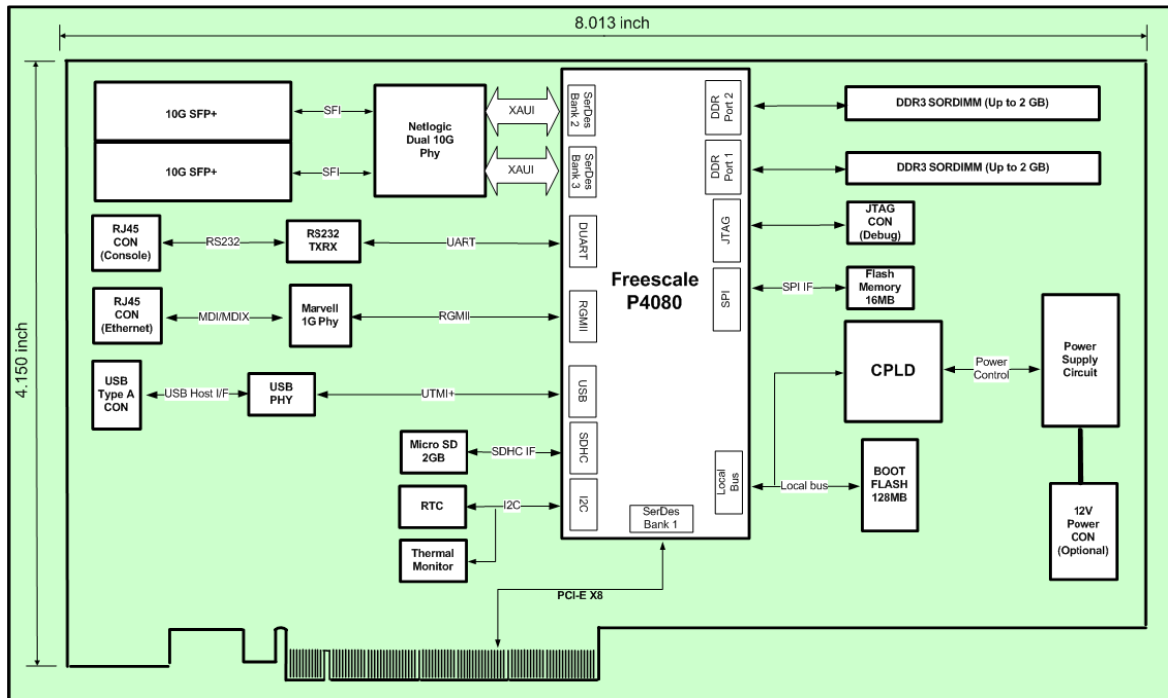 8.013 inch
4.150 inch
10G SFP+
SFI
10G SFP+
SFI
Netlogic
Dual 10G
Phy
XAUI
XAUI
SerDes
Bank 2
SerDes
Bank 3
DUART
RGMII
USB
SDHC
I2C
Freescale
P4080
DDR
Port 2
DDR
Port 1
JTAG
SPI
Local
Bus
SerDes
Bank 1
DDR3 SORDIMM (Up to 2 GB)
DDR3 SORDIMM (Up to 2 GB)
JTAG
CON
(Debug)
SPI IF
Flash
Memory
16MB
CPLD
Power
Control
Power
Supply
Circuit
Local bus
BOOT
FLASH
128MB
12V
Power
CON
(Optional)
RJ45
CON
(Console)
RS232
RS232
TXRX
UART
RJ45
CON
(Ethernet)
MDI/MDIX
Marvell
1G Phy
RGMII
USB
Type A
CON
USB Host I/F
USB
PHY
UTMI+
Micro SD
2GB
SDHC IF
RTC
I2C
Thermal
Monitor
PCI-E X8